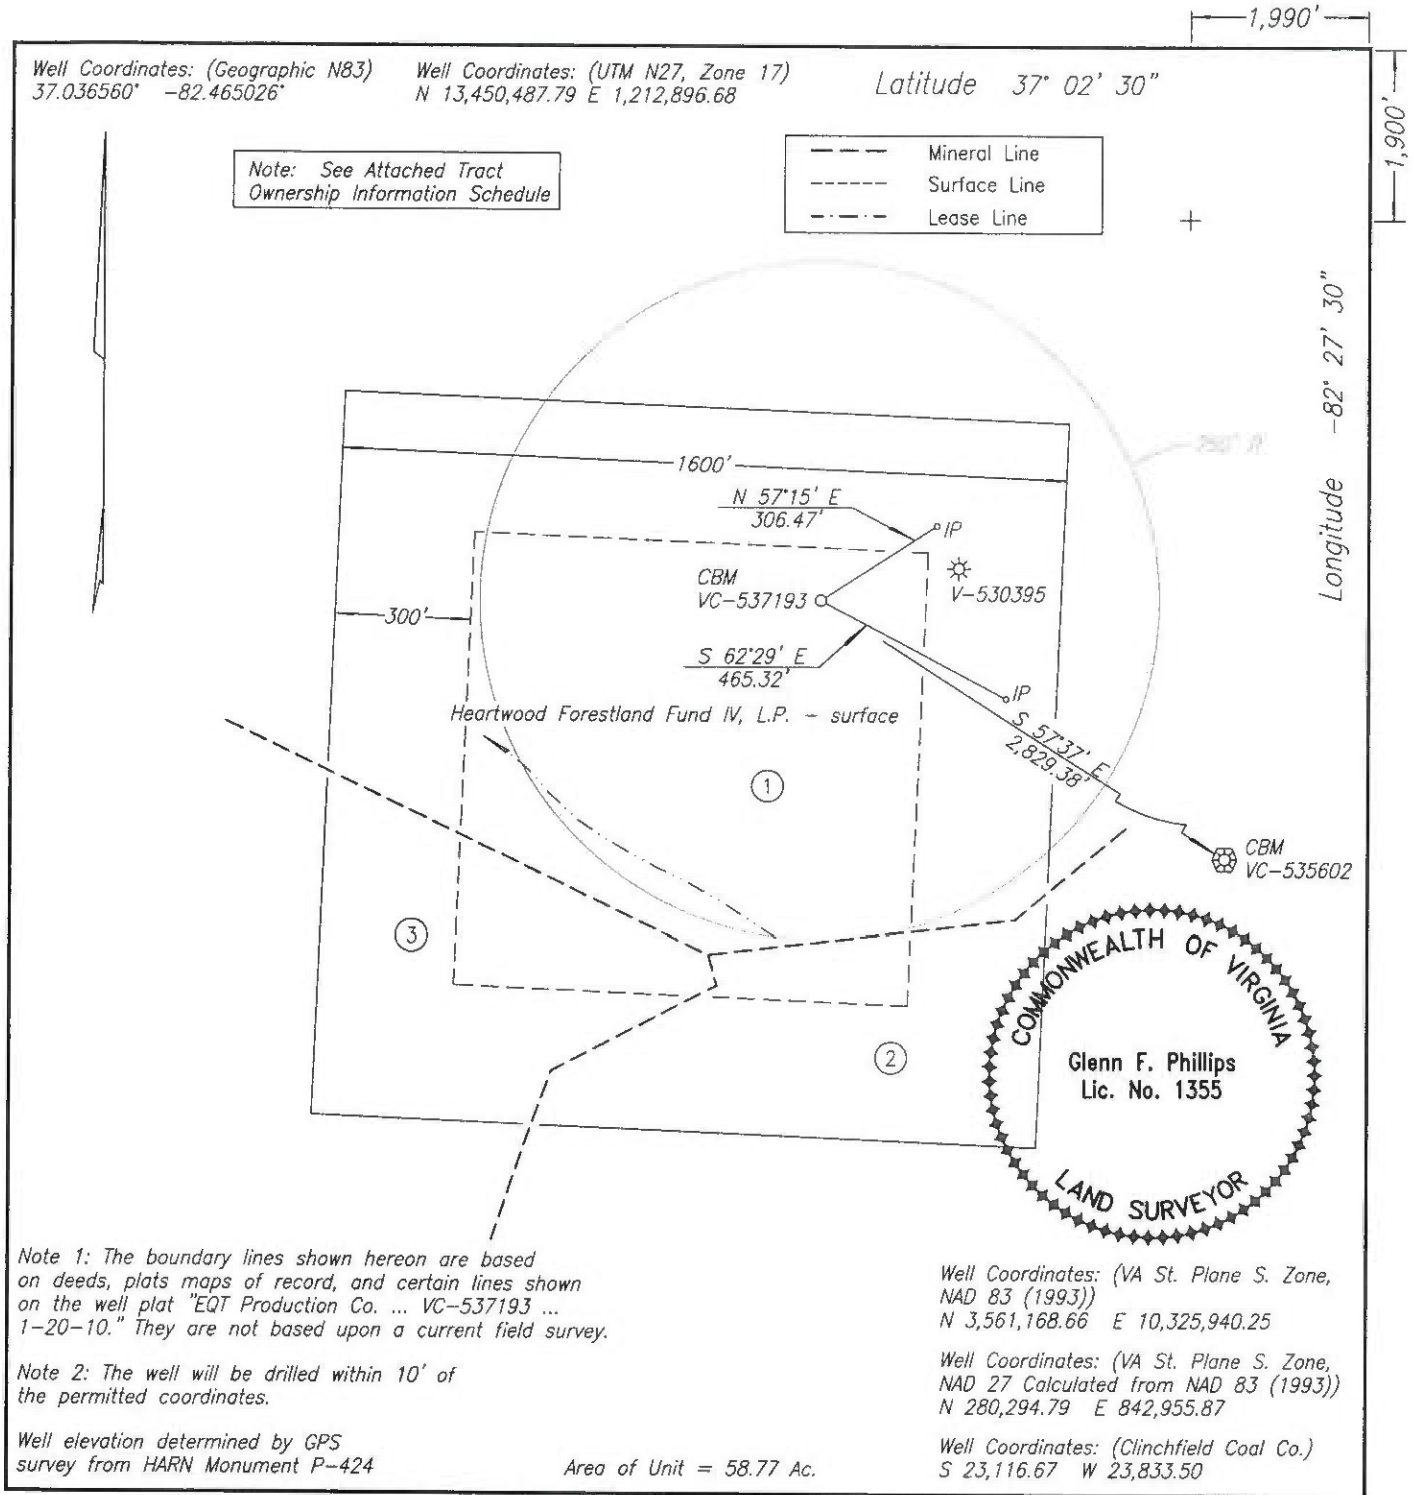 1,990'
1,900'
Well Coordinates: (Geographic N83)
37.036560° -82.465026°
Well Coordinates: (UTM N27, Zone 17)
N 13,450,487.79 E 1,212,896.68
Latitude 37° 02' 30"
Note: See Attached Tract
Ownership Information Schedule
Mineral Line
Surface Line
Lease Line
Longitude -82° 27' 30"
1600'
N 57°15' E
306.47'
IP
CBM
VC-537193
V-530395
300'
S 62°29' E
465.32'
IP
Heartwood Forestland Fund IV, L.P. - surface
S 57°37' E
2,829.38'
1
CBM
VC-535602
3
2
COMMONWEALTH OF VIRGINIA
Glenn F. Phillips
Lic. No. 1355
LAND SURVEYOR
Note 1: The boundary lines shown hereon are based
on deeds, plats maps of record, and certain lines shown
on the well plat "EQT Production Co. ... VC-537193 ...
1-20-10." They are not based upon a current field survey.
Note 2: The well will be drilled within 10' of
the permitted coordinates.
Well elevation determined by GPS
survey from HARN Monument P-424
Area of Unit = 58.77 Ac.
Well Coordinates: (VA St. Plane S. Zone,
NAD 83 (1993))
N 3,561,168.66 E 10,325,940.25
Well Coordinates: (VA St. Plane S. Zone,
NAD 27 Calculated from NAD 83 (1993))
N 280,294.79 E 842,955.87
Well Coordinates: (Clinchfield Coal Co.)
S 23,116.67 W 23,833.50